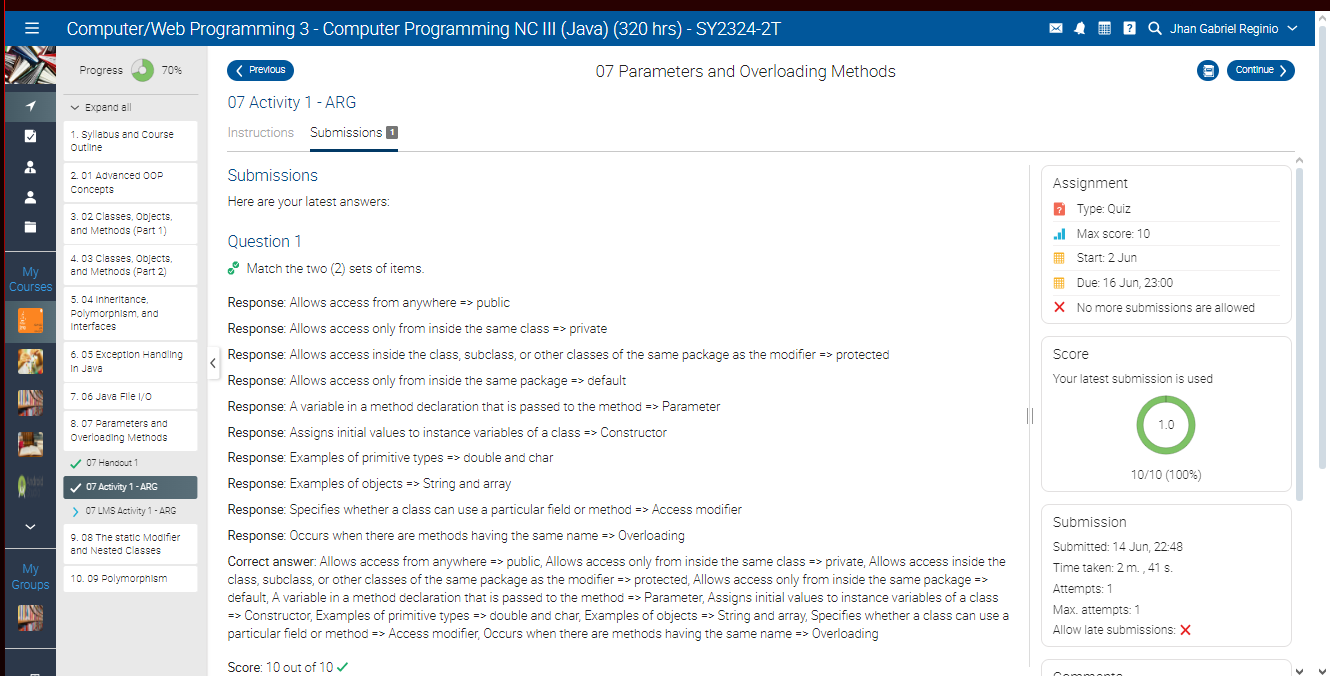 Computer/Web Programming 3 - Computer Programming NC III (Java) (320 hrs) - SY2324-2T
Jhan Gabriel Reginio
Progress 70%
Expand all
1. Syllabus and Course
Outline
2. 01 Advanced OOP
Concepts
3. 02 Classes, Objects,
and Methods (Part 1)
4. 03 Classes, Objects,
and Methods (Part 2)
5. 04 Inheritance,
Polymorphism, and
Interfaces
6. 05 Exception Handling
in Java
7. 06 Java File I/O
8. 07 Parameters and
Overloading Methods
07 Handout 1
07 Activity 1 - ARG
07 LMS Activity 1 - ARG
9. 08 The static Modifier
and Nested Classes
10. 09 Polymorphism
My
Courses
My
Groups
Previous
07 Parameters and Overloading Methods
Continue
07 Activity 1 - ARG
Instructions
Submissions 1
Submissions
Here are your latest answers:
Question 1
Match the two (2) sets of items.
Response: Allows access from anywhere => public
Response: Allows access only from inside the same class => private
Response: Allows access inside the class, subclass, or other classes of the same package as the modifier => protected
Response: Allows access only from inside the same package => default
Response: A variable in a method declaration that is passed to the method => Parameter
Response: Assigns initial values to instance variables of a class => Constructor
Response: Examples of primitive types => double and char
Response: Examples of objects => String and array
Response: Specifies whether a class can use a particular field or method => Access modifier
Response: Occurs when there are methods having the same name => Overloading
Correct answer: Allows access from anywhere => public, Allows access only from inside the same class => private, Allows access inside the
class, subclass, or other classes of the same package as the modifier => protected, Allows access only from inside the same package =>
default, A variable in a method declaration that is passed to the method => Parameter, Assigns initial values to instance variables of a class
=> Constructor, Examples of primitive types => double and char, Examples of objects => String and array, Specifies whether a class can use a
particular field or method => Access modifier, Occurs when there are methods having the same name => Overloading
Score: 10 out of 10
Assignment
Type: Quiz
Max score: 10
Start: 2 Jun
Due: 16 Jun, 23:00
No more submissions are allowed
Score
Your latest submission is used
1.0
10/10 (100%)
Submission
Submitted: 14 Jun, 22:48
Time taken: 2 m. , 41 s.
Attempts: 1
Max. attempts: 1
Allow late submissions:
Comments